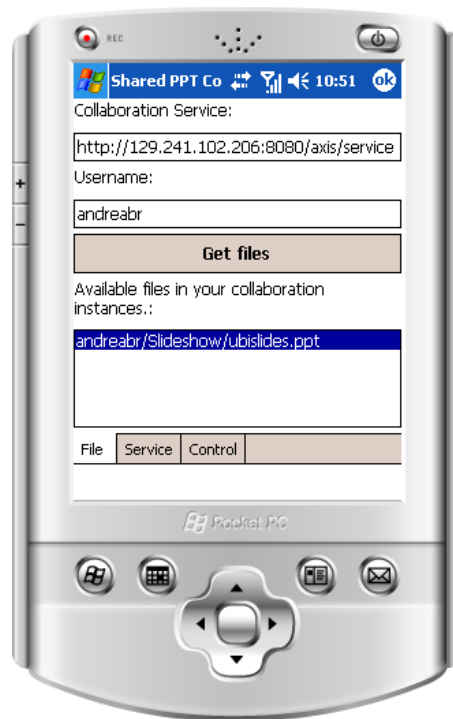 REC
Shared PPT Co 10:51 ok
Collaboration Service:
http://129.241.102.206:8080/axis/service
Username:
andreabr
Get files
Available files in your collaboration
instances.:
andreabr/Slideshow/ubislides.ppt
File Service Control
Pocket PC
+
−